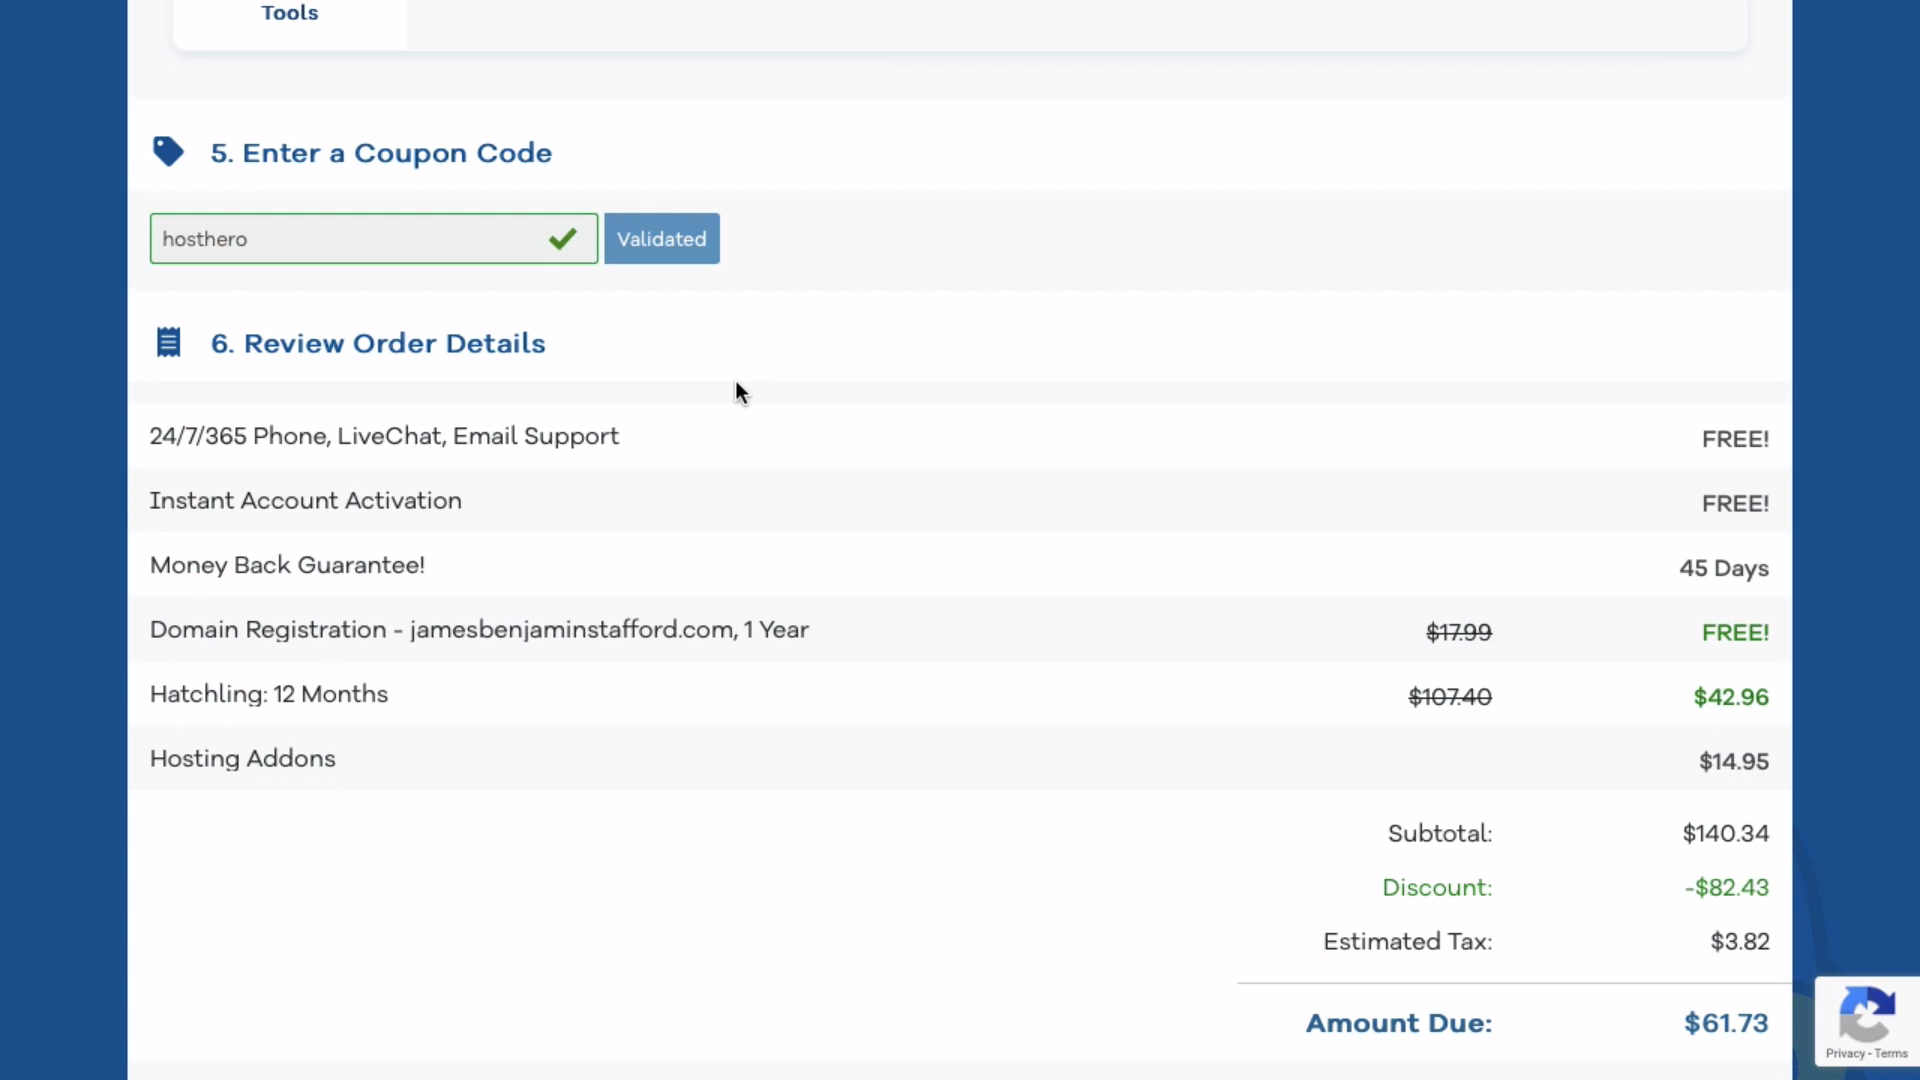 Tools
5. Enter a Coupon Code
hosthero
Validated
6. Review Order Details
24/7/365 Phone, LiveChat, Email Support FREE!
Instant Account Activation FREE!
Money Back Guarantee! 45 Days
Domain Registration - jamesbenjaminstafford.com, 1 Year $17.99 FREE!
Hatchling: 12 Months $107.40 $42.96
Hosting Addons $14.95
Subtotal: $140.34
Discount: -$82.43
Estimated Tax: $3.82
Amount Due: $61.73
Privacy - Terms